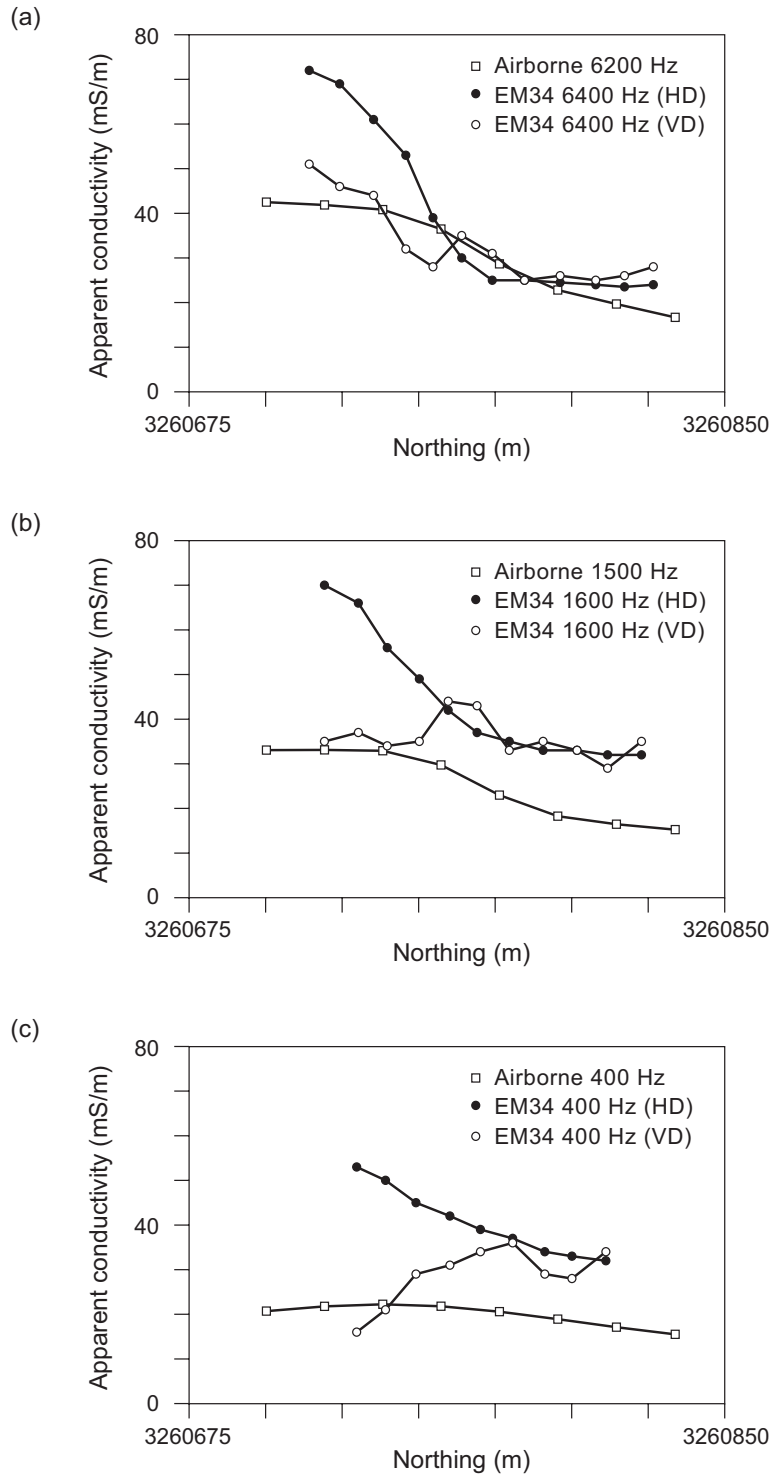 (a)
80
Airborne 6200 Hz
EM34 6400 Hz (HD)
EM34 6400 Hz (VD)
Apparent conductivity (mS/m)
40
0
3260675
3260850
Northing (m)
(b)
80
Airborne 1500 Hz
EM34 1600 Hz (HD)
EM34 1600 Hz (VD)
Apparent conductivity (mS/m)
40
0
3260675
3260850
Northing (m)
(c)
80
Airborne 400 Hz
EM34 400 Hz (HD)
EM34 400 Hz (VD)
Apparent conductivity (mS/m)
40
0
3260675
3260850
Northing (m)